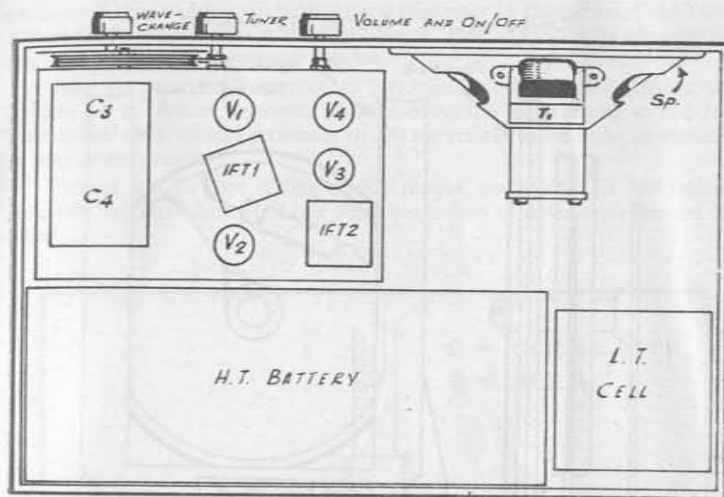 WAVE-
CHANGE
TUNER
VOLUME AND ON/OFF
C3
C4
V1
V4
IFT1
V3
V2
IFT2
T1
Sp.
H.T. BATTERY
L.T.
CELL